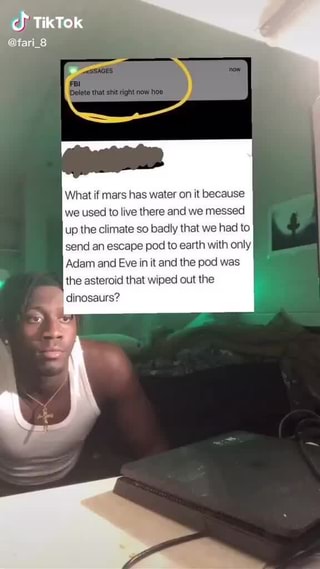 TikTok
@fari_8
MESSAGES now
FBI
Delete that shit right now hoe
What if mars has water on it because
we used to live there and we messed
up the climate so badly that we had to
send an escape pod to earth with only
Adam and Eve in it and the pod was
the asteroid that wiped out the
dinosaurs?